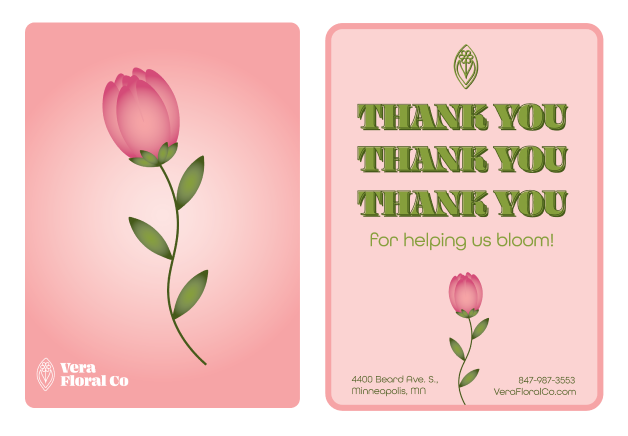 Vera
Floral Co
THANK YOU
THANK YOU
THANK YOU
for helping us bloom!
4400 Beard Ave. S.,
Minneapolis, MN
847-987-3553
VeraFloralCo.com